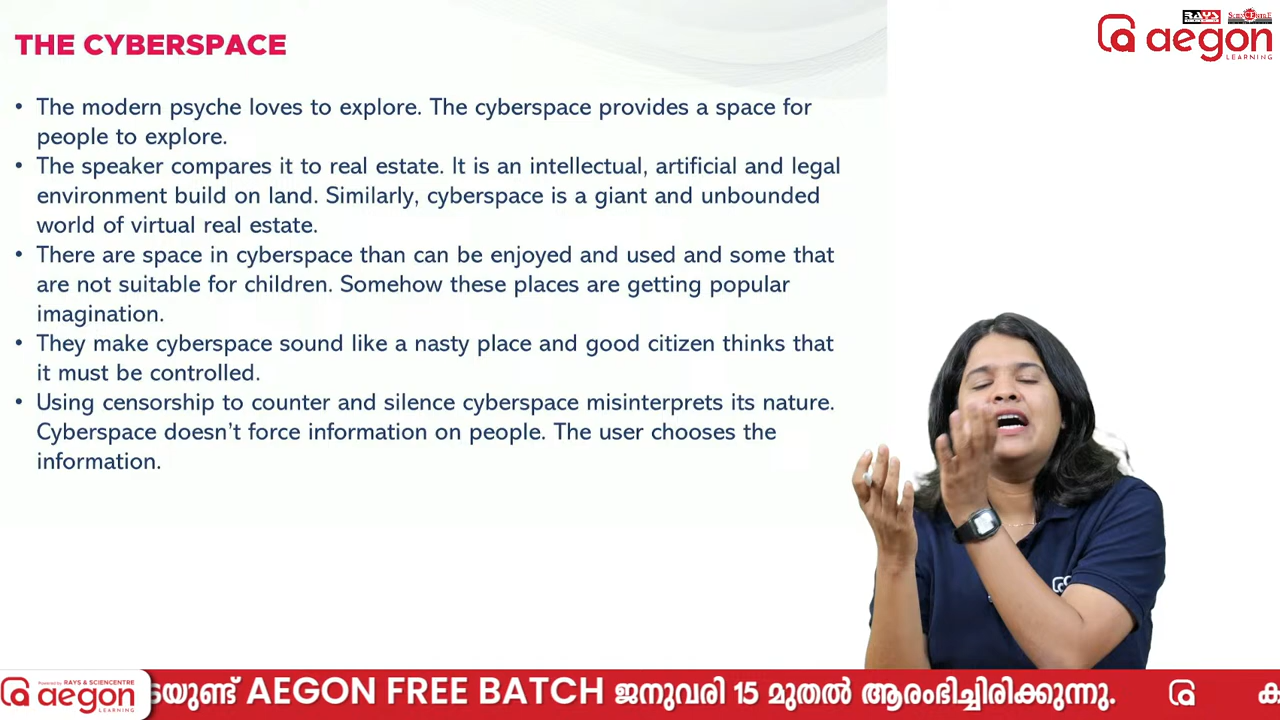 THE CYBERSPACE
RAYS
aegon
LEARNING
• The modern psyche loves to explore. The cyberspace provides a space for
people to explore.
• The speaker compares it to real estate. It is an intellectual, artificial and legal
environment build on land. Similarly, cyberspace is a giant and unbounded
world of virtual real estate.
• There are space in cyberspace than can be enjoyed and used and some that
are not suitable for children. Somehow these places are getting popular
imagination.
• They make cyberspace sound like a nasty place and good citizen thinks that
it must be controlled.
• Using censorship to counter and silence cyberspace misinterprets its nature.
Cyberspace doesn't force information on people. The user chooses the
information.
Powered by RAYS & SCIENCENTRE
aegon
LEARNING
ടെയുണ്ട് AEGON FREE BATCH ജനുവരി 15 മുതൽ ആരംഭിച്ചിരിക്കുന്നു.
ക